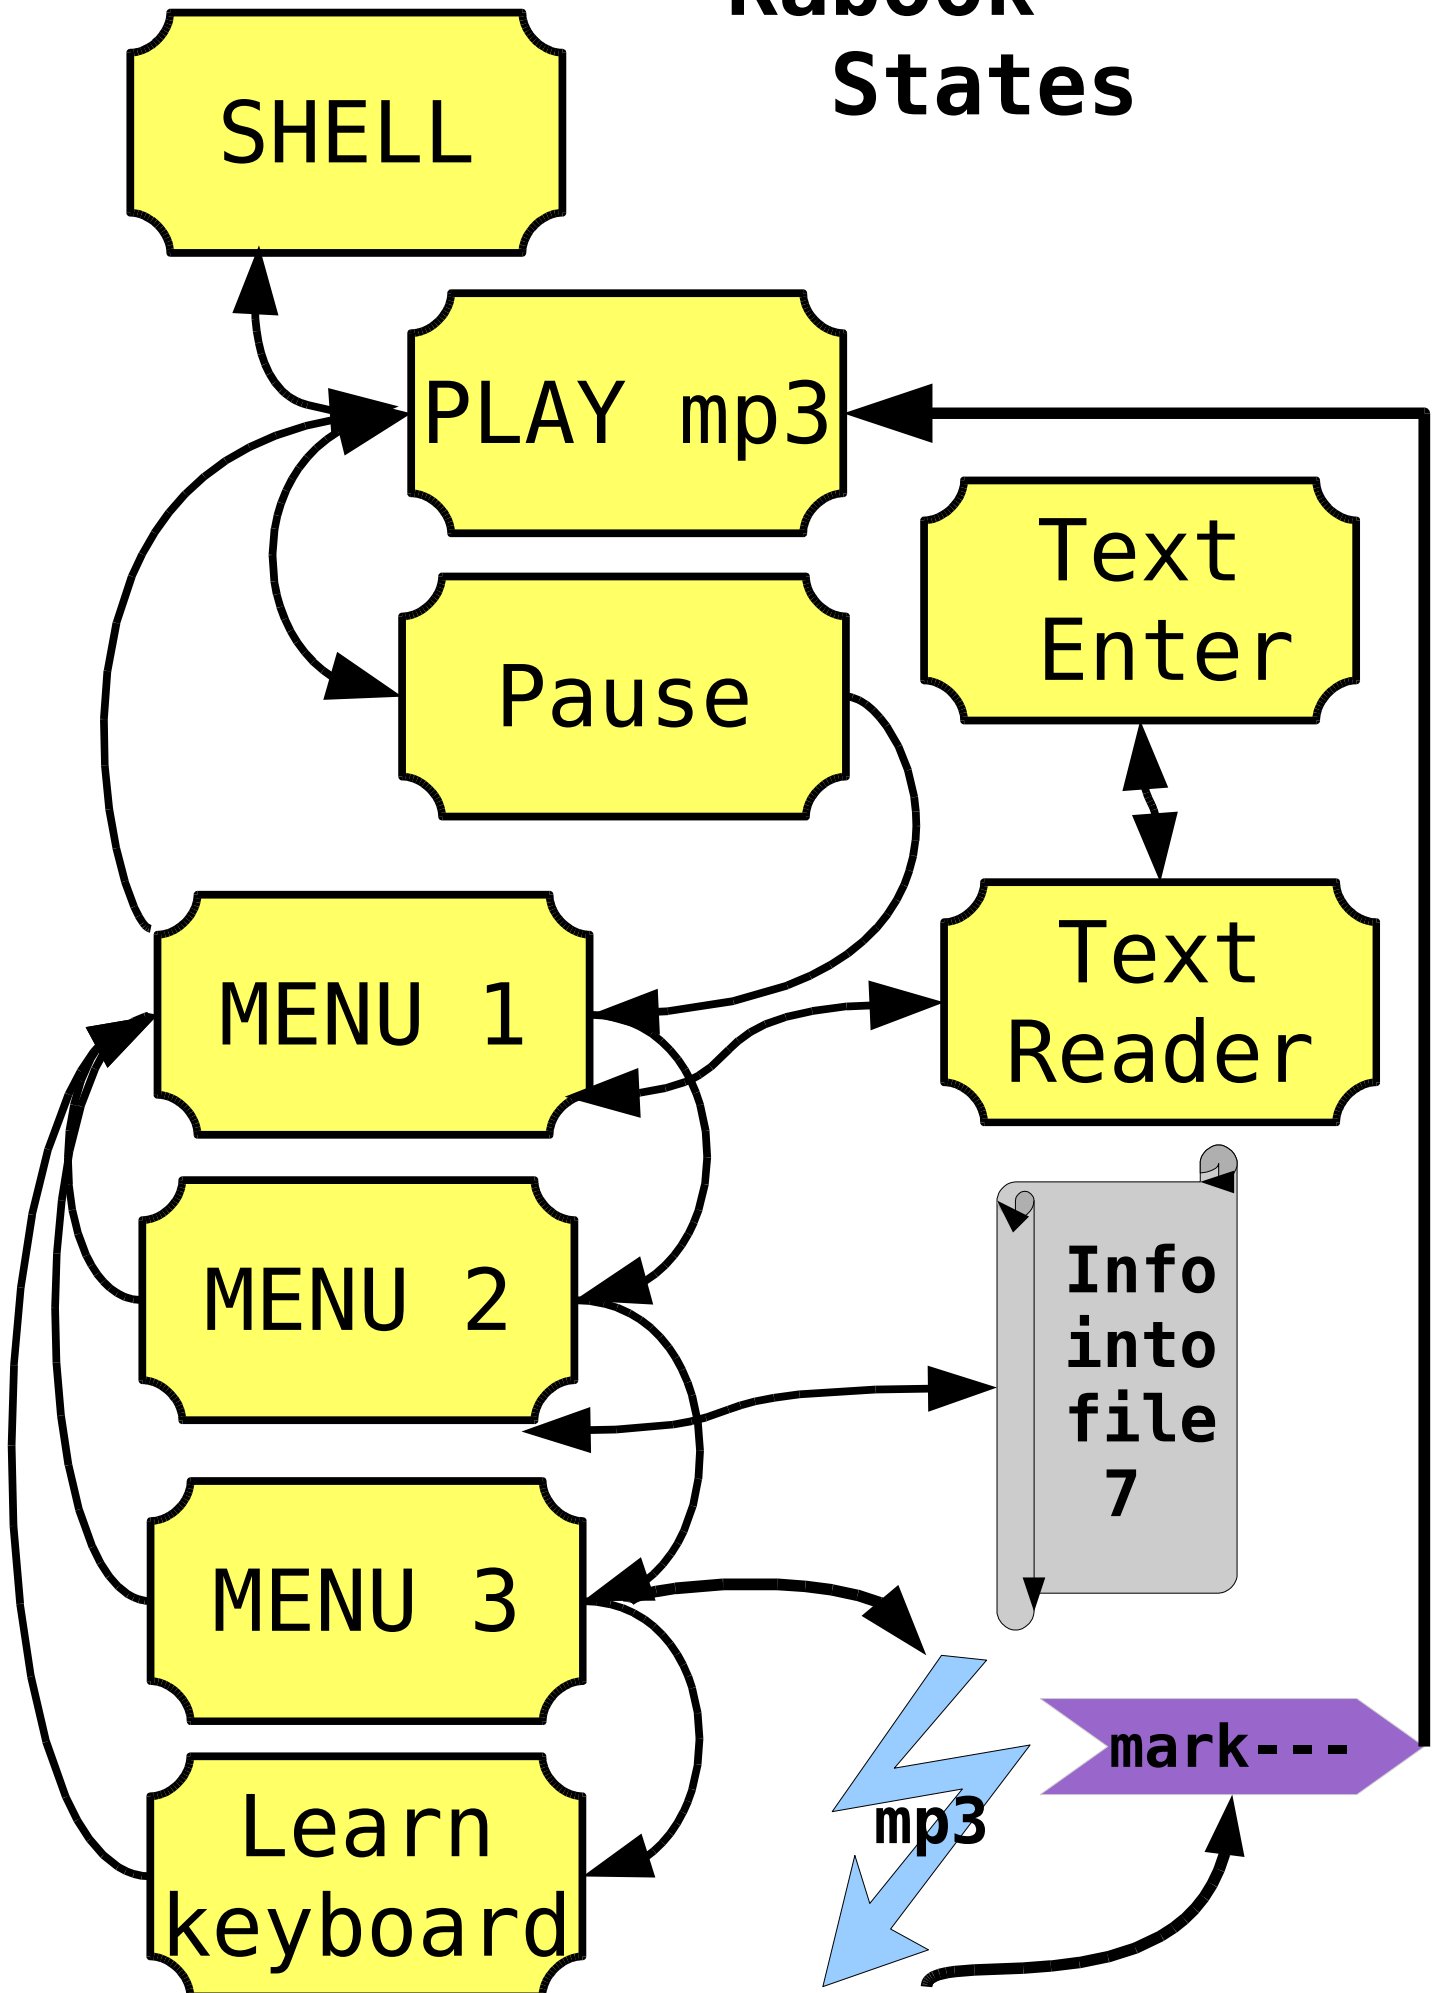 States
SHELL
PLAY mp3
Text
Enter
Pause
MENU 1
Text
Reader
MENU 2
Info
into
file
7
MENU 3
mark---
mp3
Learn
keyboard